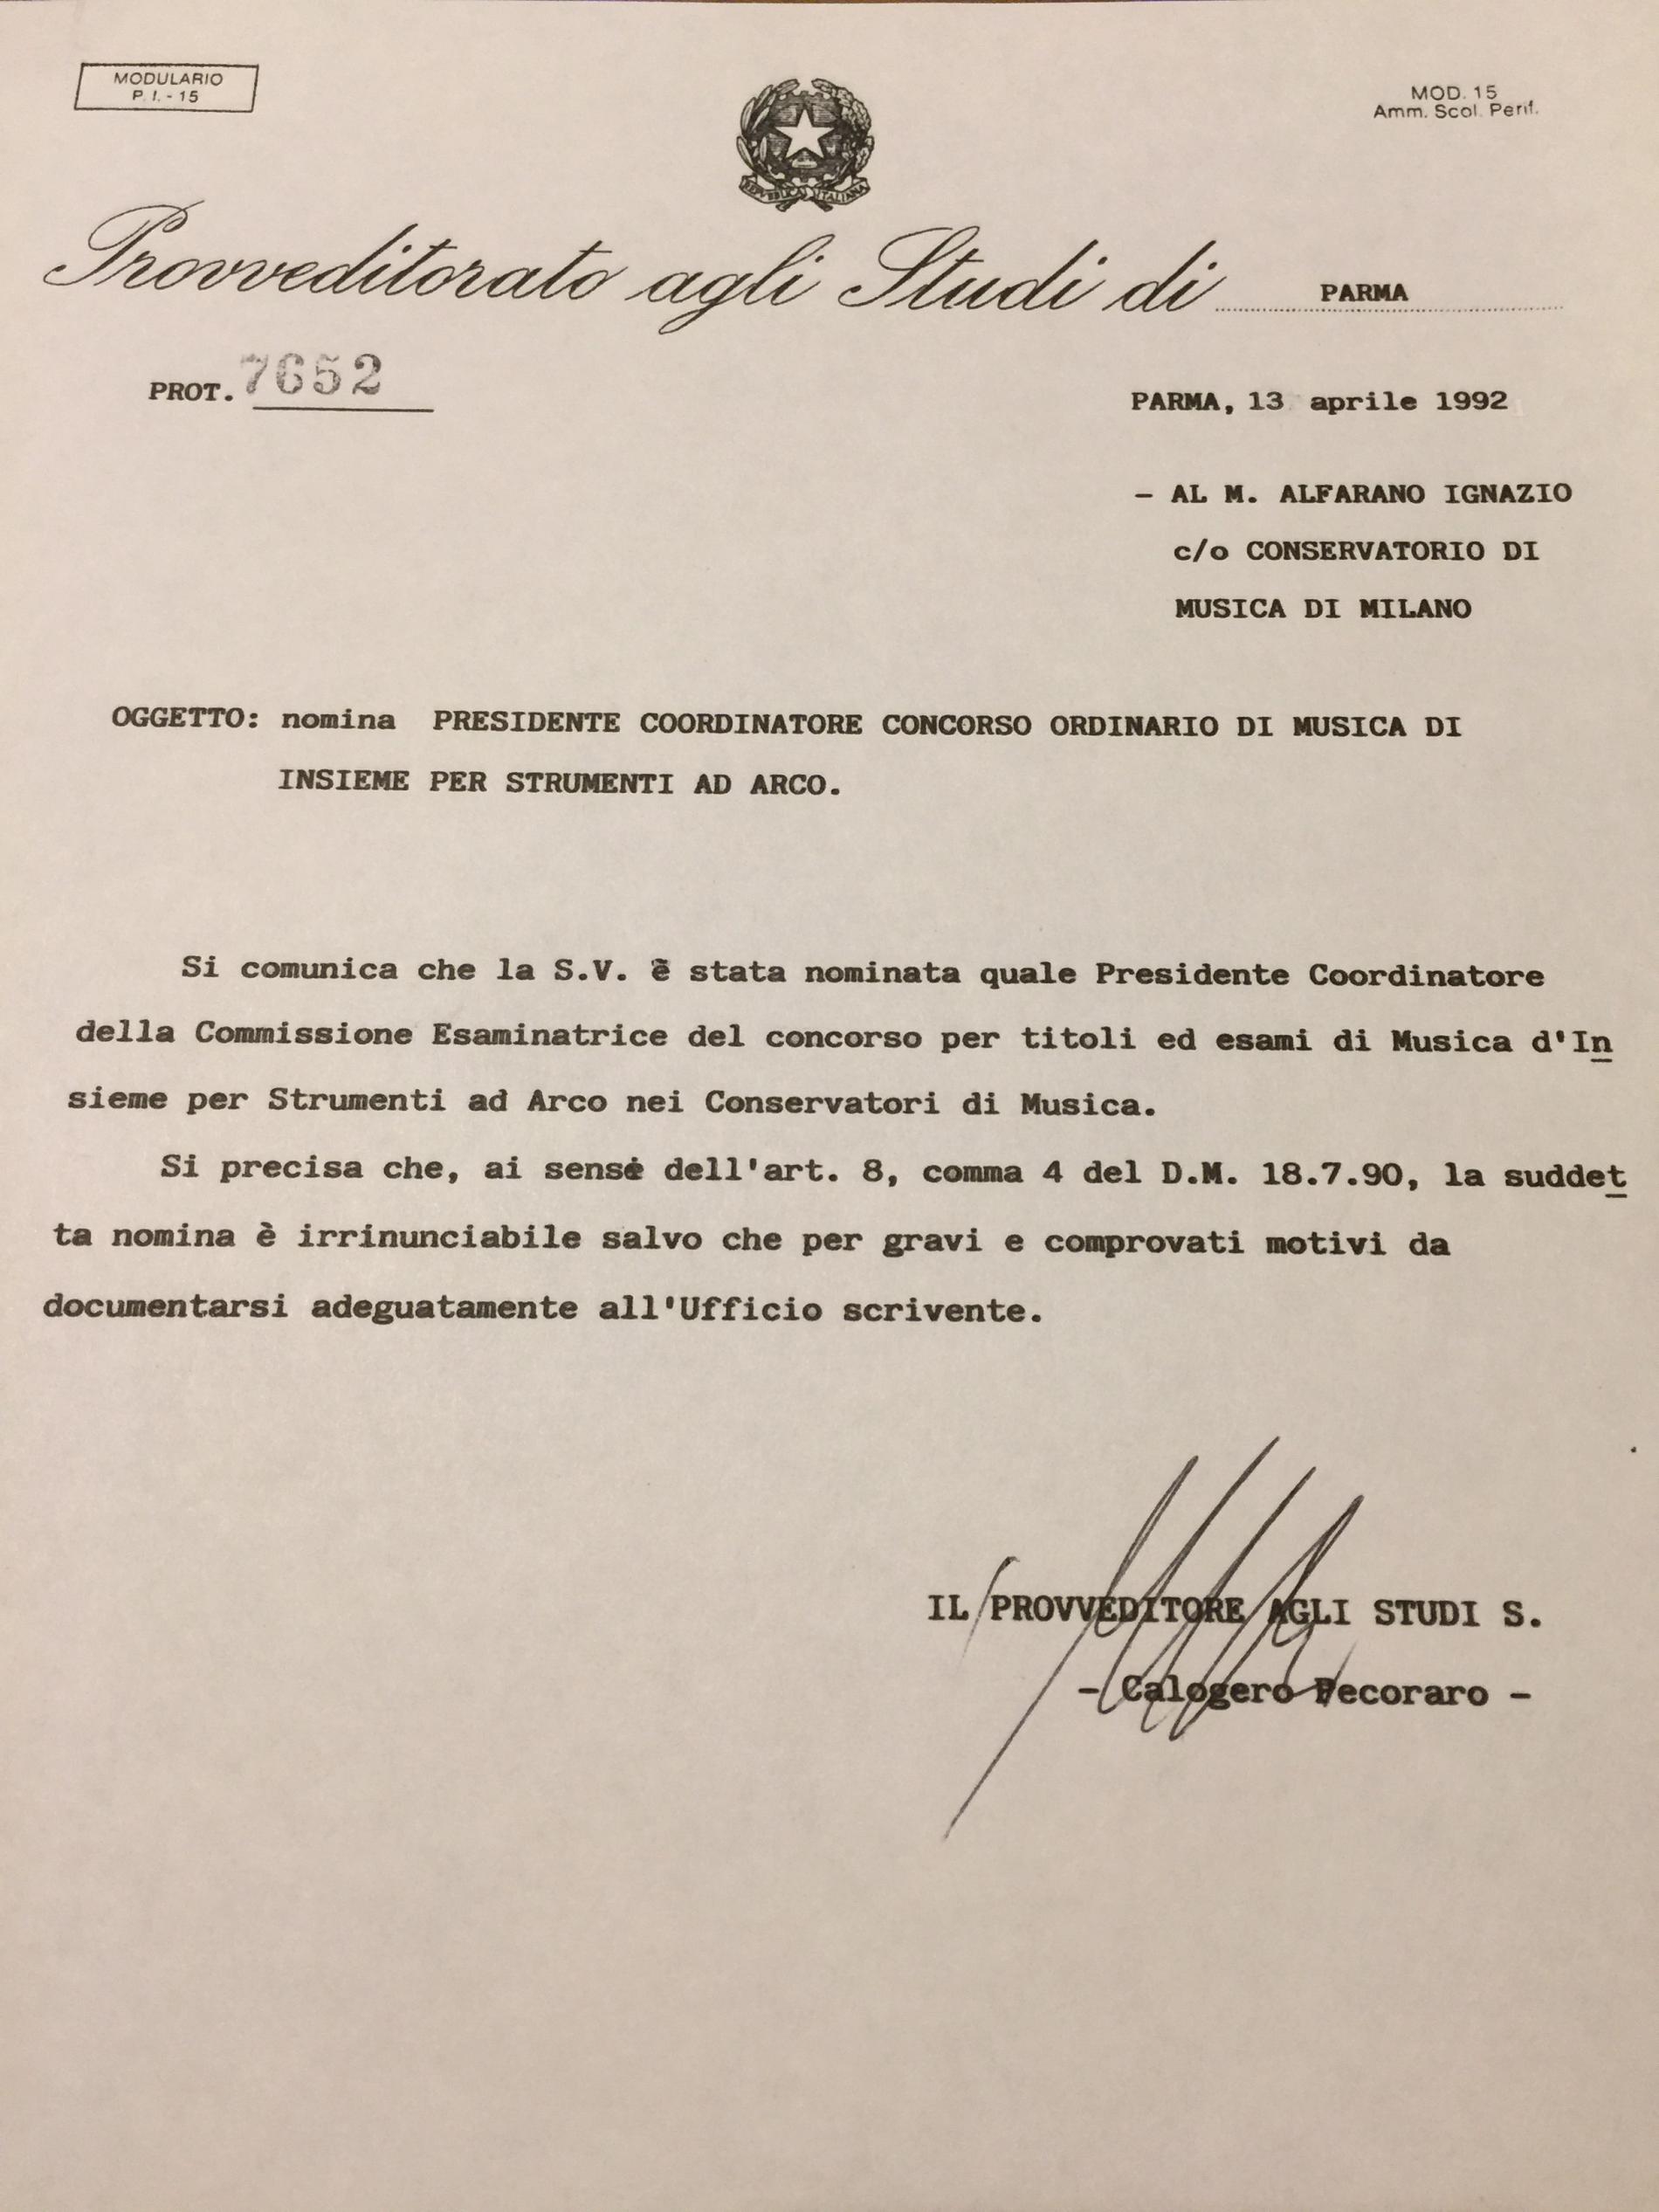 MODULARIO
P. I. - 15
MOD. 15
Amm. Scol. Perif.
REPVBBLICA ITALIANA
Provveditorato agli Studi di PARMA
PROT. 7652
PARMA, 13 aprile 1992
- AL M. ALFARANO IGNAZIO
c/o CONSERVATORIO DI
MUSICA DI MILANO
OGGETTO: nomina PRESIDENTE COORDINATORE CONCORSO ORDINARIO DI MUSICA DI
INSIEME PER STRUMENTI AD ARCO.
Si comunica che la S.V. è stata nominata quale Presidente Coordinatore
della Commissione Esaminatrice del concorso per titoli ed esami di Musica d'In
sieme per Strumenti ad Arco nei Conservatori di Musica.
Si precisa che, ai sensi dell'art. 8, comma 4 del D.M. 18.7.90, la suddet
ta nomina è irrinunciabile salvo che per gravi e comprovati motivi da
documentarsi adeguatamente all'Ufficio scrivente.
IL PROVVEDITORE AGLI STUDI S.
- Calogero Pecoraro -